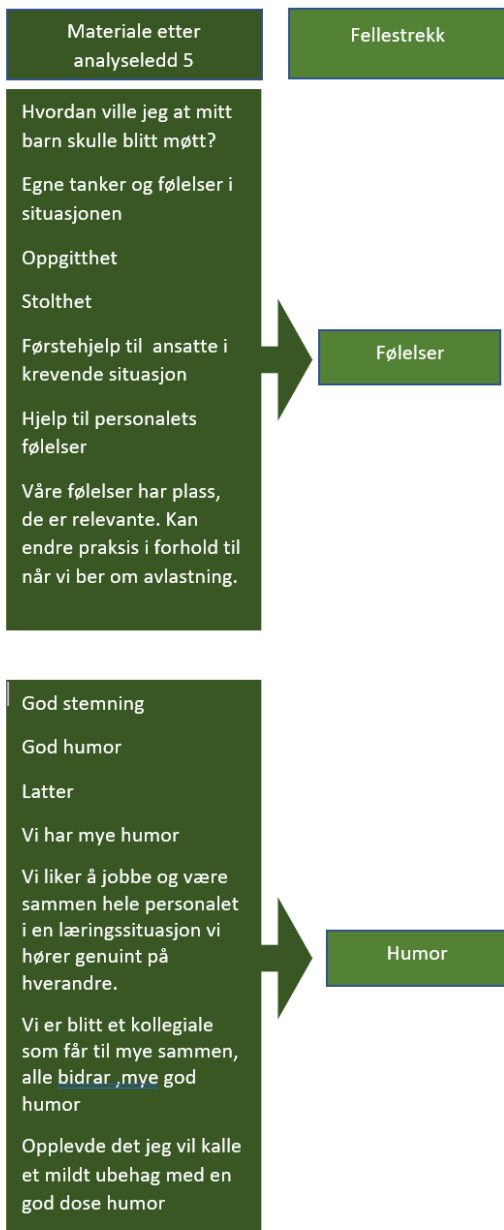 Materiale etter
analyseledd 5
Fellestrekk
Hvordan ville jeg at mitt
barn skulle blitt møtt?
Egne tanker og følelser i
situasjonen
Oppgitthet
Stolthet
Førstehjelp til  ansatte i
krevende situasjon
Hjelp til personalets
følelser
Våre følelser har plass,
de er relevante. Kan
endre praksis i forhold til
når vi ber om avlastning.
Følelser
God stemning
God humor
Latter
Vi har mye humor
Vi liker å jobbe og være
sammen hele personalet
i en læringssituasjon vi
hører genuint på
hverandre.
Vi er blitt et kollegiale
som får til mye sammen,
alle bidrar ,mye god
humor
Opplevde det jeg vil kalle
et mildt ubehag med en
god dose humor
Humor